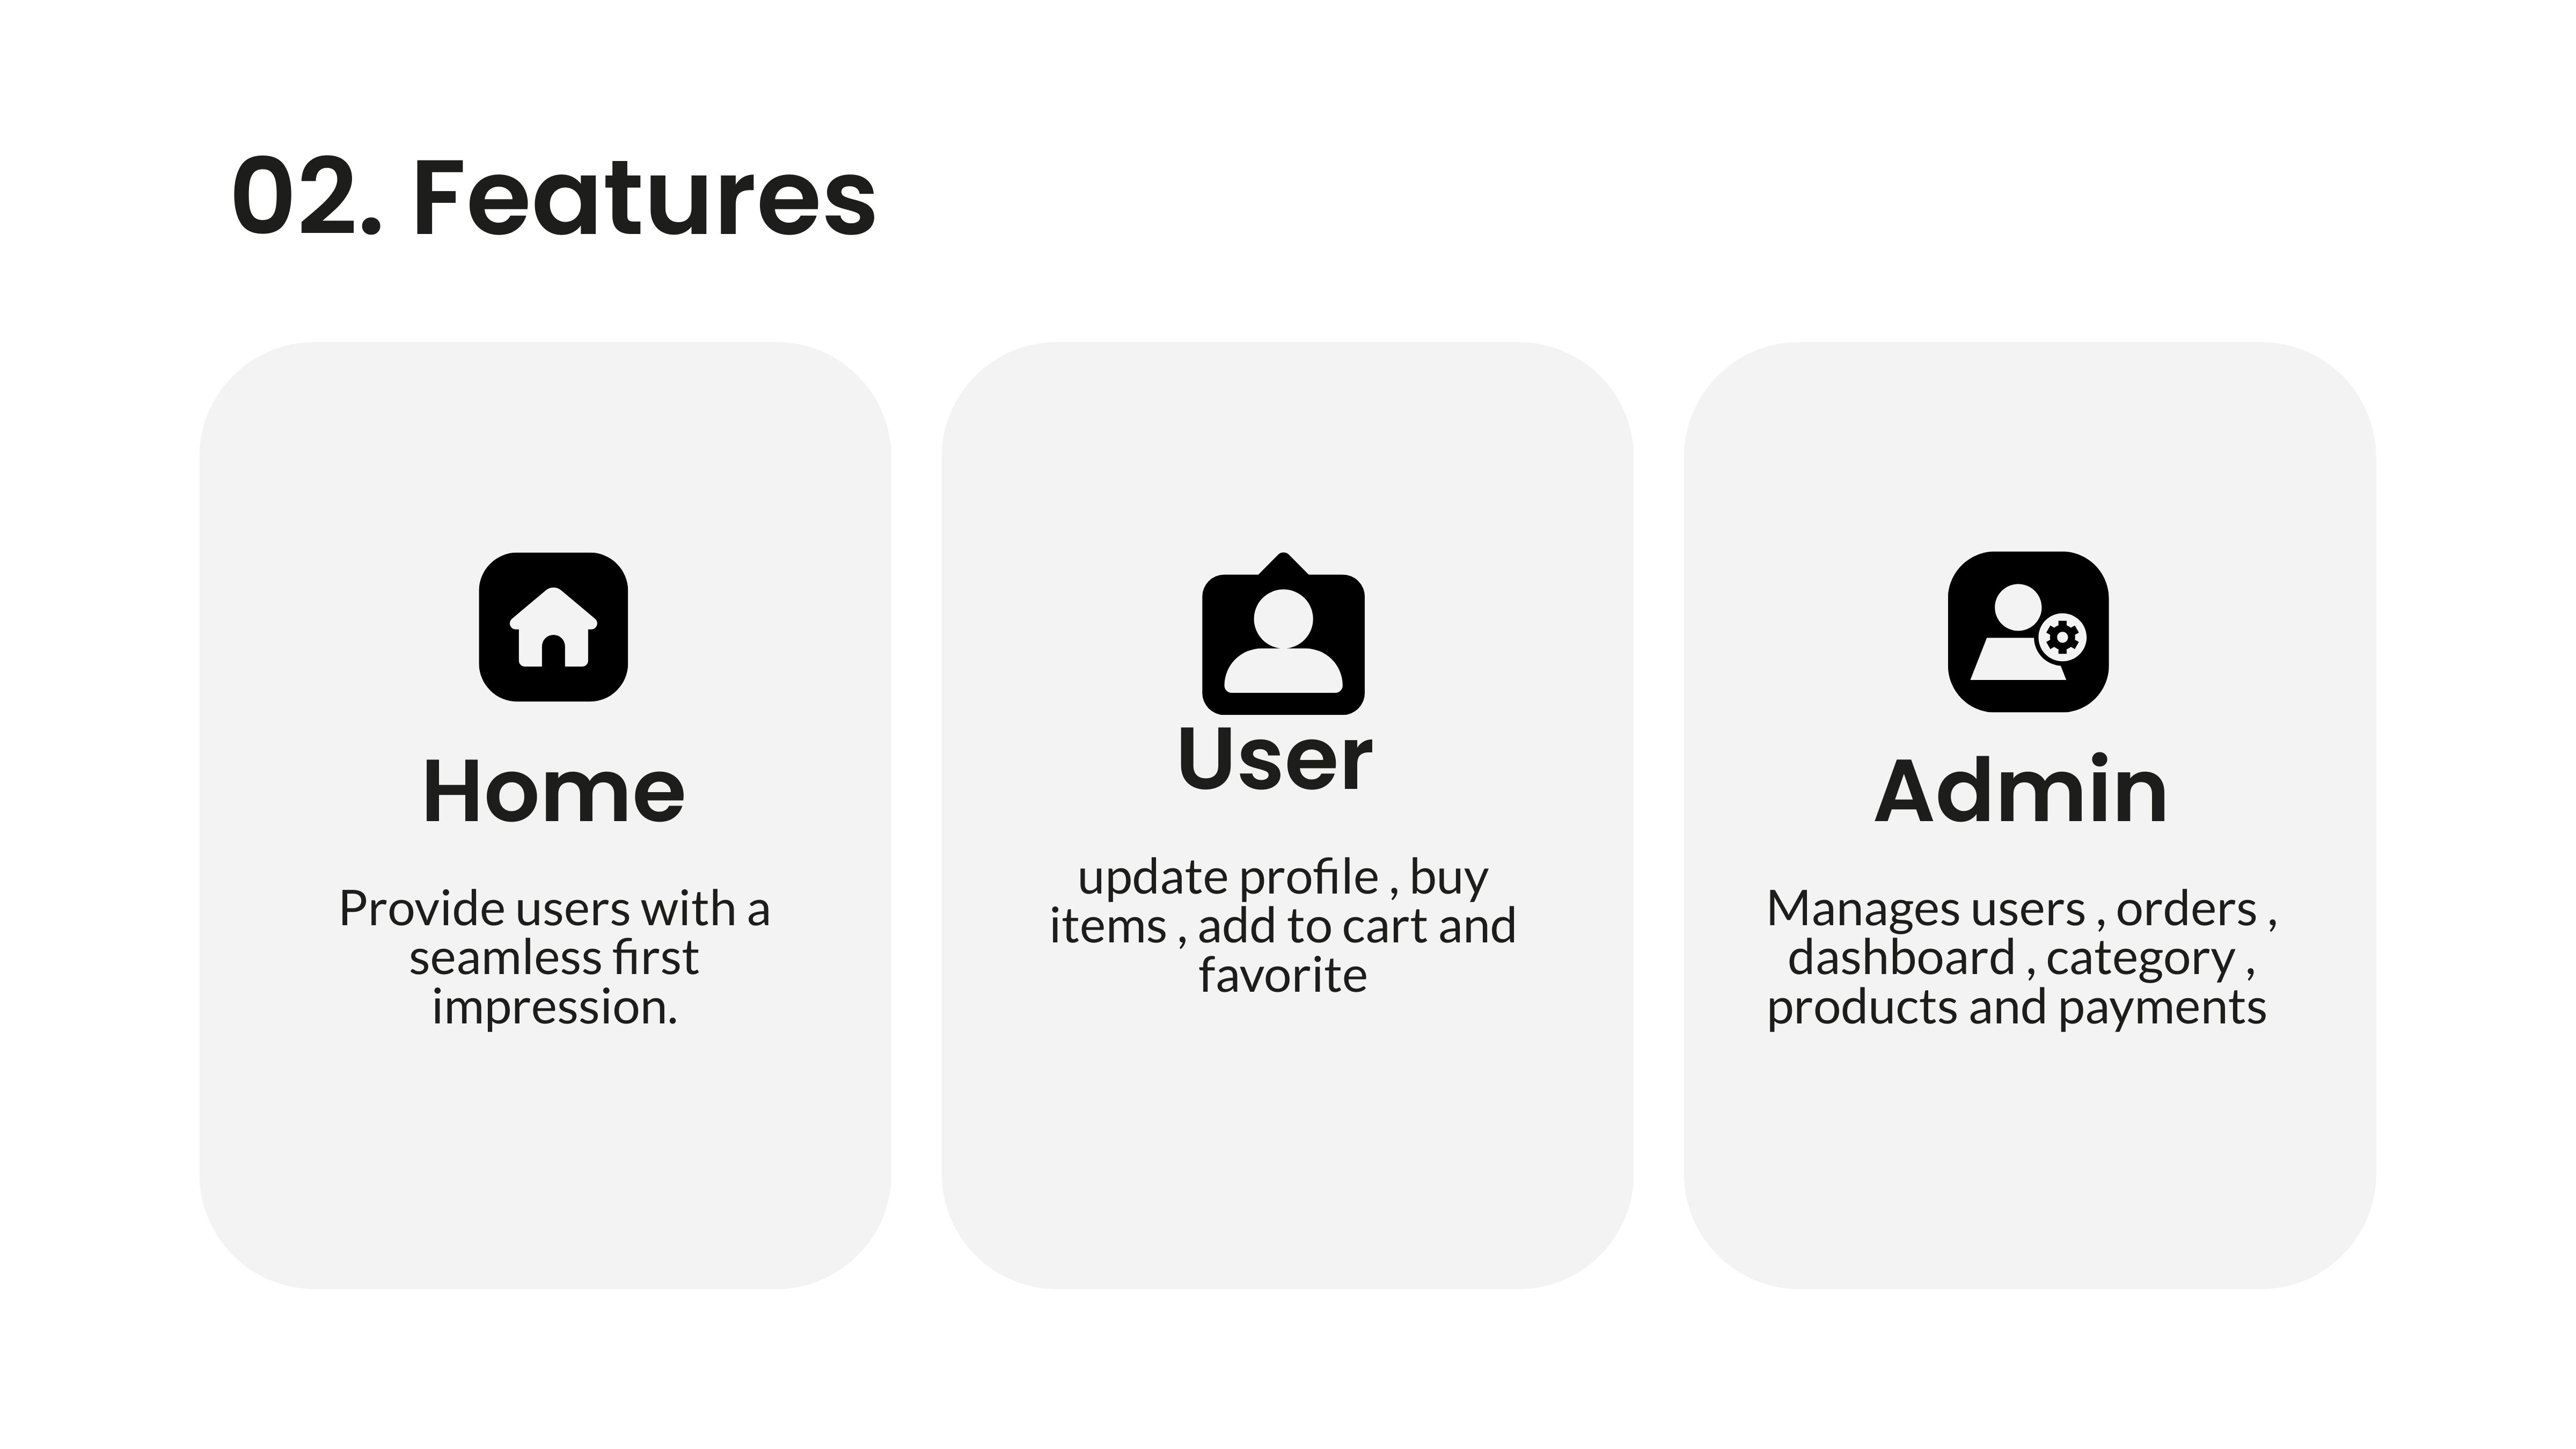 02. Features
Home
Provide users with a
seamless first
impression.
User
update profile , buy
items , add to cart and
favorite
Admin
Manages users , orders ,
dashboard , category ,
products and payments